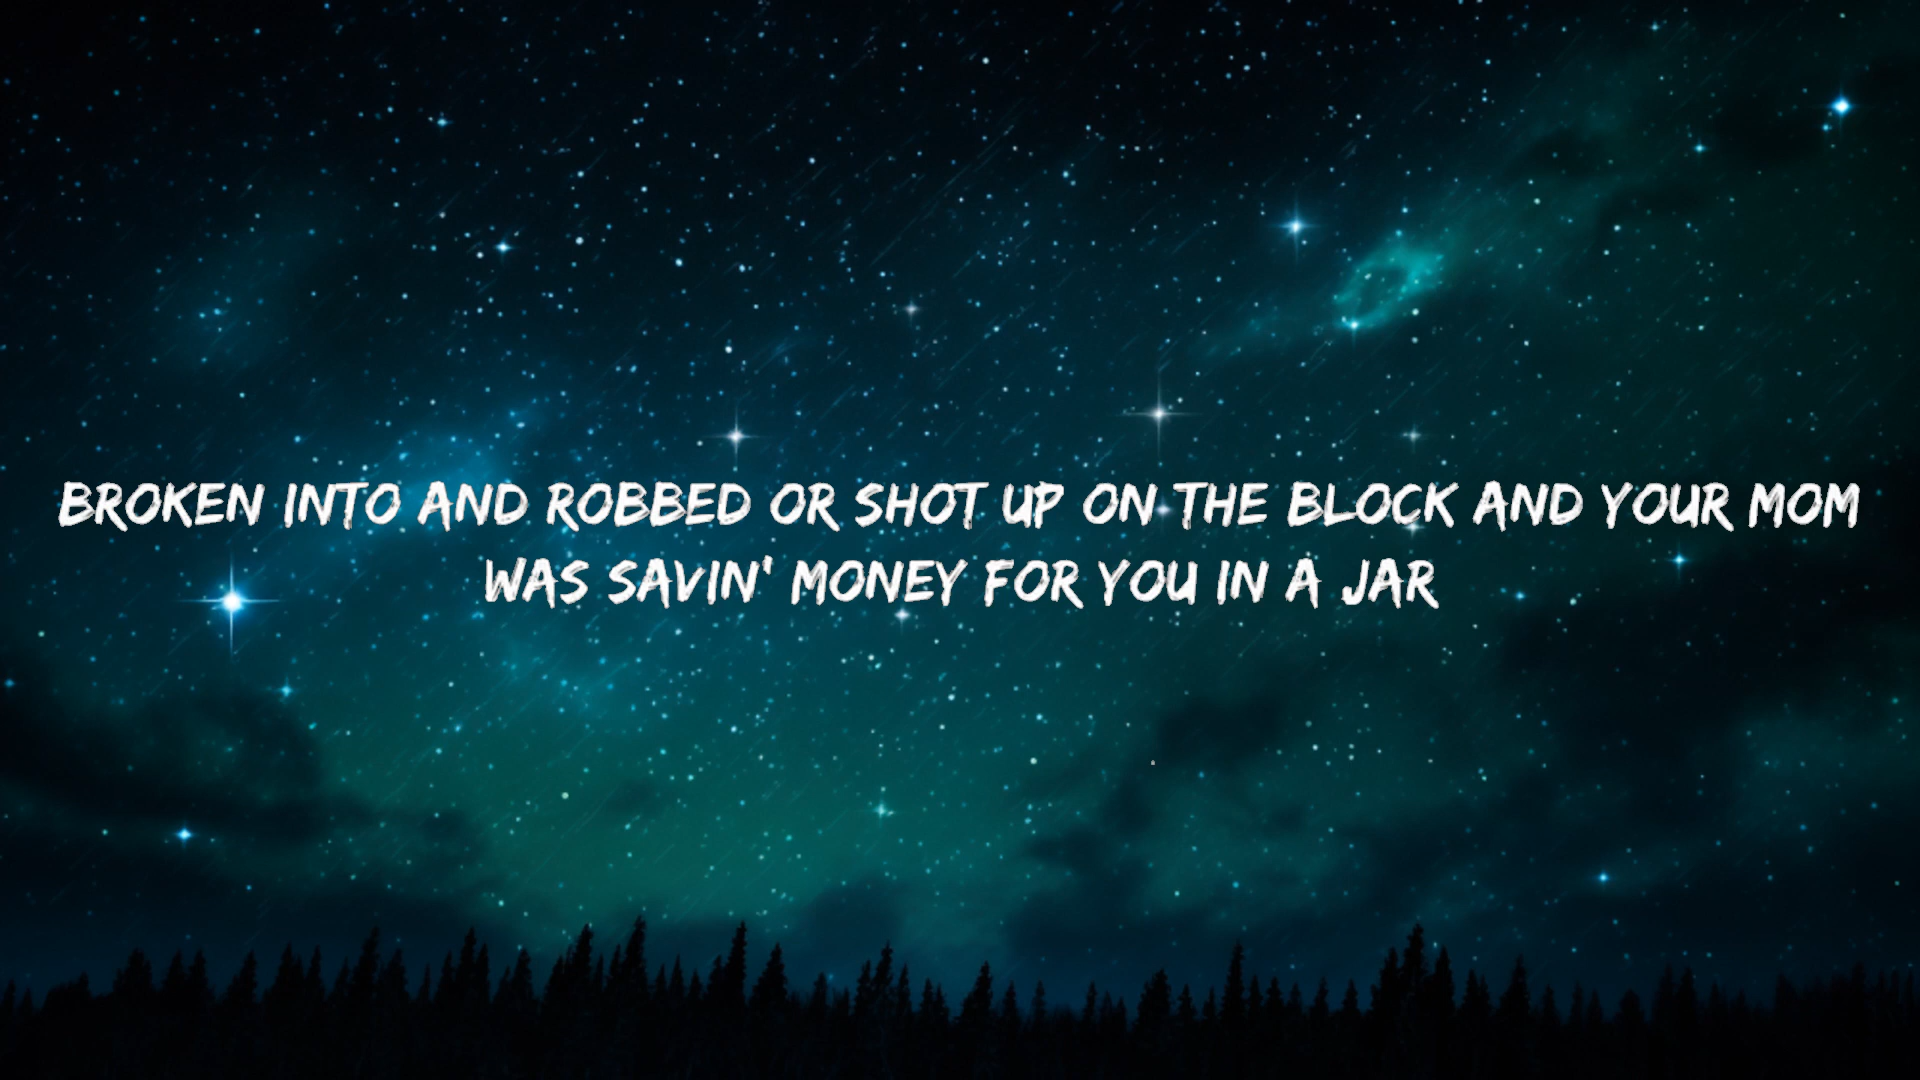 BROKEN INTO AND ROBBED OR SHOT UP ON THE BLOCK AND YOUR MOM
WAS SAVIN' MONEY FOR YOU IN A JAR